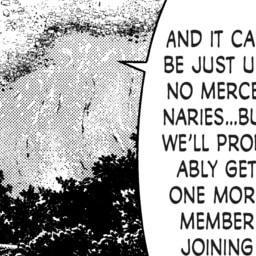 AND IT CA
BE JUST U
NO MERCE
NARIES...BU
WE'LL PROB
ABLY GET
ONE MOR
MEMBER
JOINING